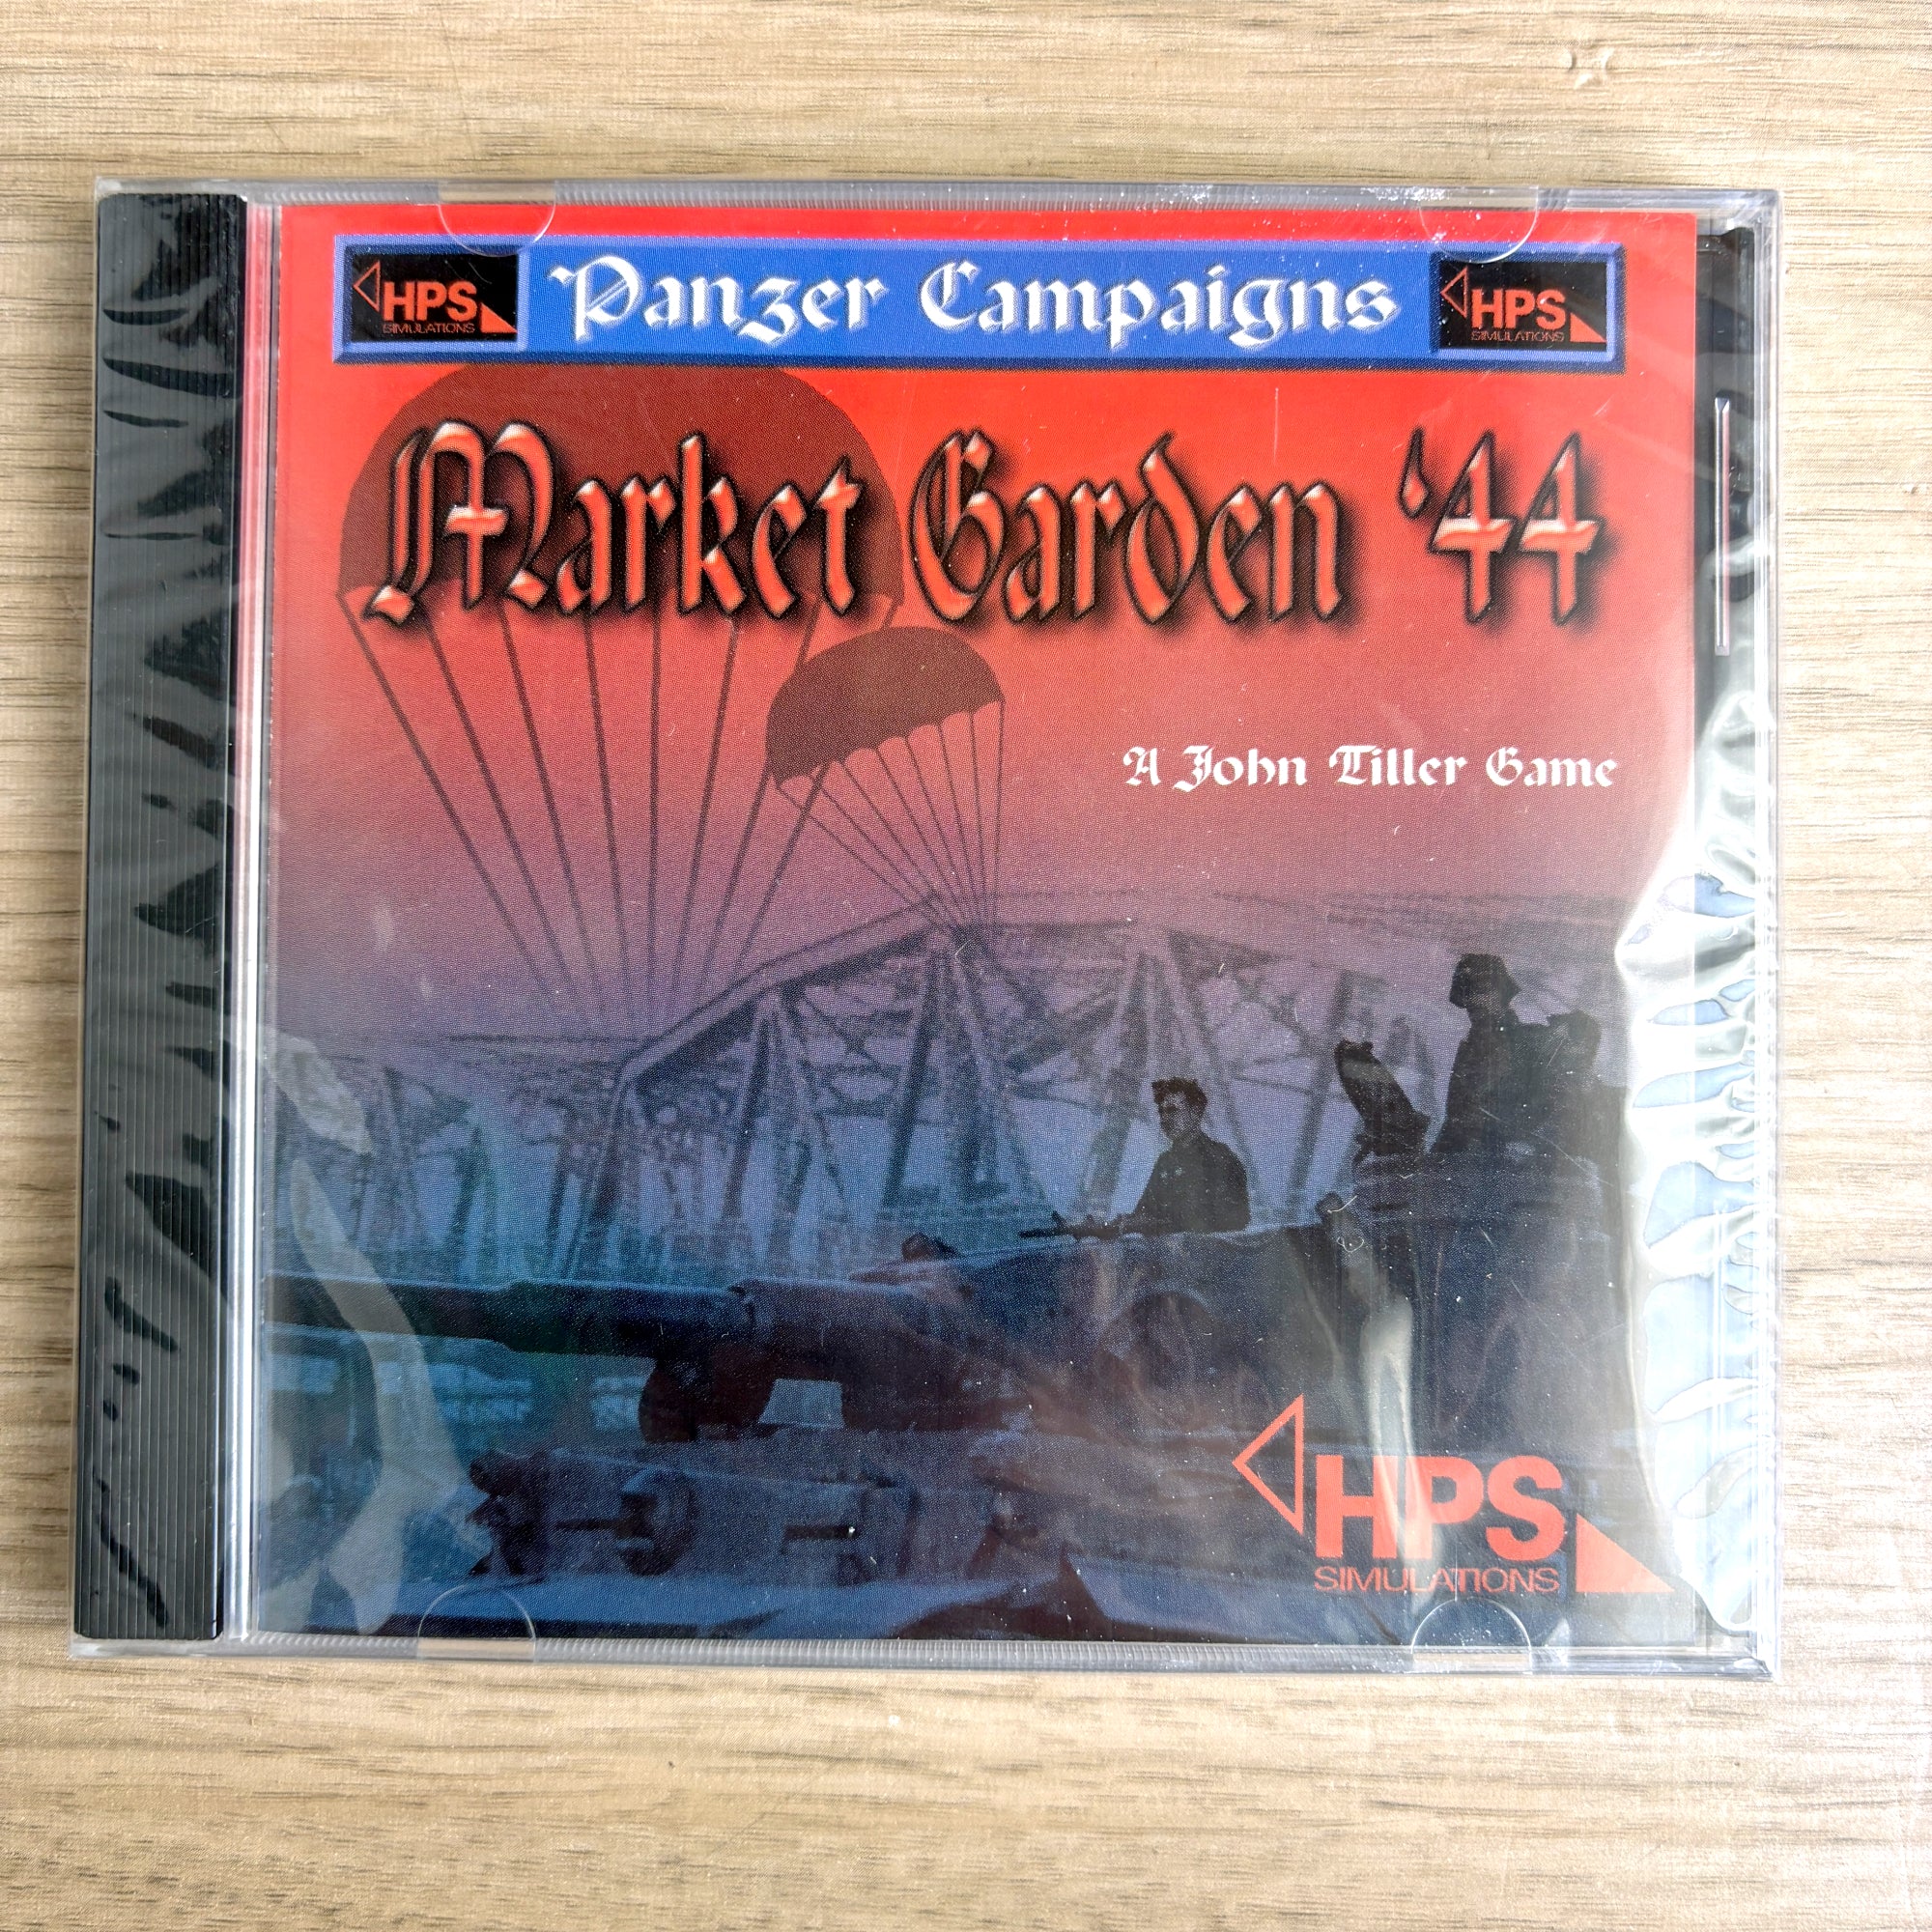 HPS
SIMULATIONS
Panzer Campaigns
HPS
SIMULATIONS
Market Garden '44
A John Tiller Game
HPS
SIMULATIONS